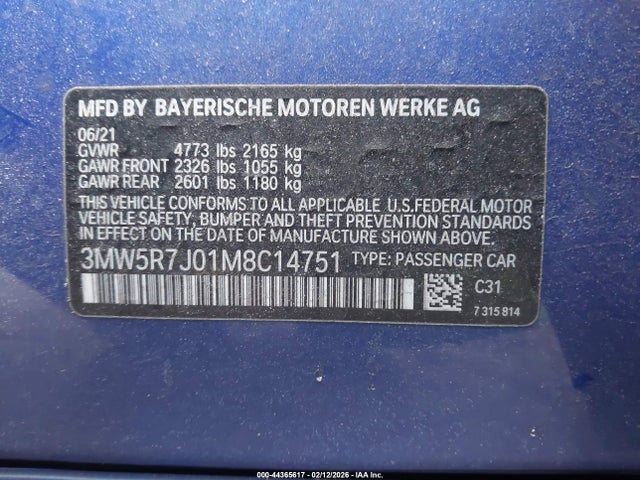 MFD BY BAYERISCHE MOTOREN WERKE AG
06/21
GVWR 4773 lbs 2165 kg
GAWR FRONT 2326 lbs 1055 kg
GAWR REAR 2601 lbs 1180 kg
THIS VEHICLE CONFORMS TO ALL APPLICABLE U.S.FEDERAL MOTOR
VEHICLE SAFETY, BUMPER AND THEFT PREVENTION STANDARDS
IN EFFECT ON THE DATE OF MANUFACTURE SHOWN ABOVE.
3MW5R7J01M8C14751 TYPE: PASSENGER CAR
C31
7 315 814
000-44365617 - 02/12/2026 - IAA Inc.